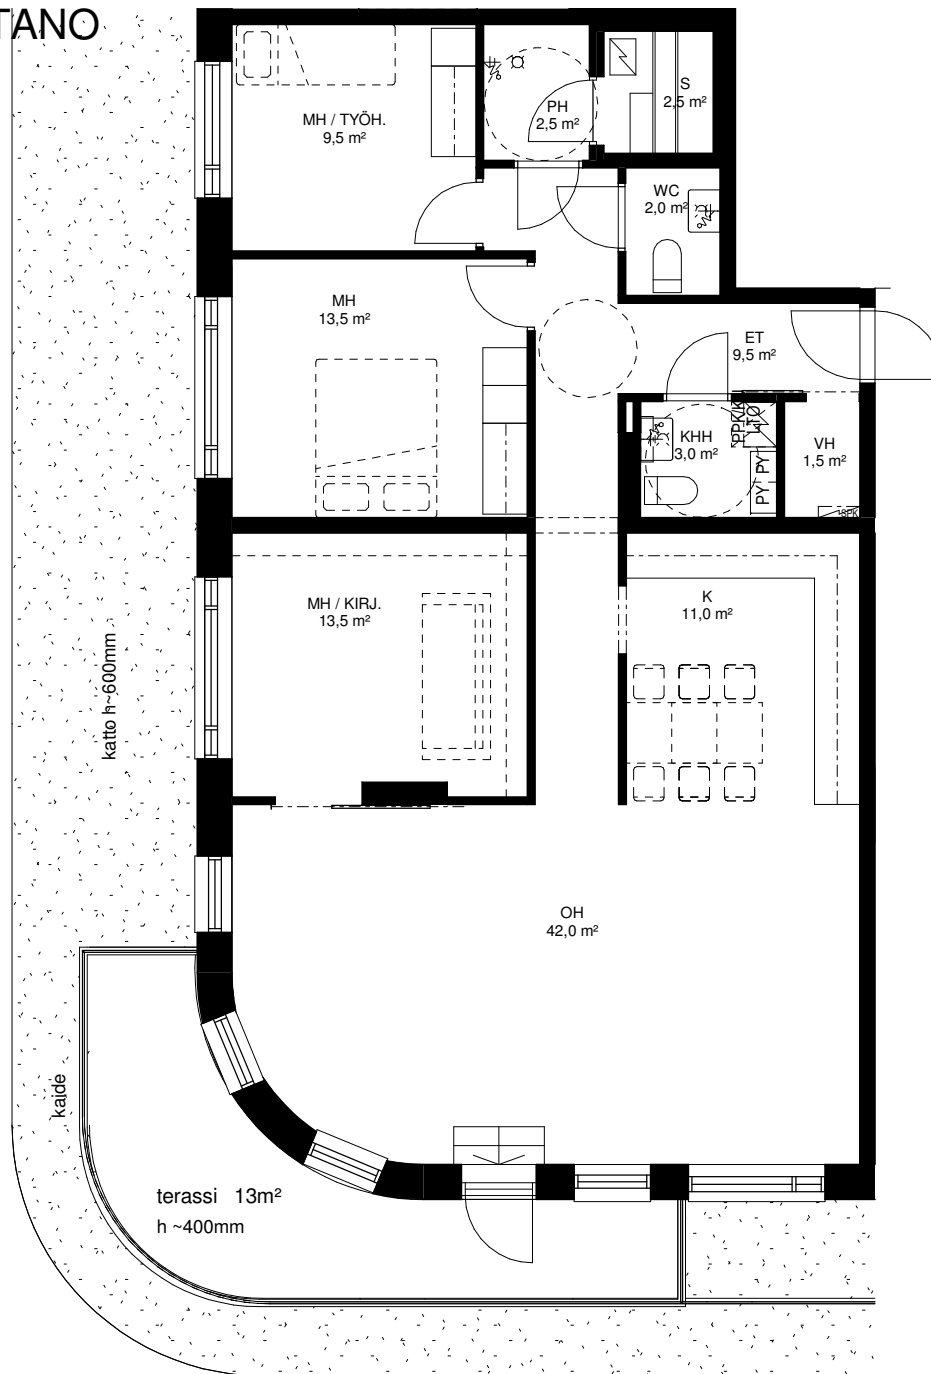 TANO
MH / TYÖH.
9,5 m²
PH
2,5 m²
S
2,5 m²
WC
2,0 m²
MH
13,5 m²
ET
9,5 m²
PPK/K
KHH
3,0 m²
VH
1,5 m²
PY
PY
SPK
MH / KIRJ.
13,5 m²
K
11,0 m²
katto h~600mm
OH
42,0 m²
kaide
terassi 13m²
h ~400mm